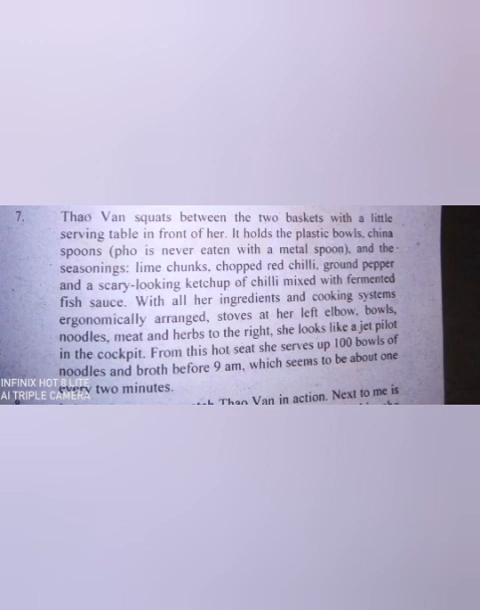 7. Thao Van squats between the two baskets with a little
serving table in front of her. It holds the plastic bowls, china
spoons (pho is never eaten with a metal spoon), and the
seasonings: lime chunks, chopped red chilli, ground pepper
and a scary-looking ketchup of chilli mixed with fermented
fish sauce. With all her ingredients and cooking systems
ergonomically arranged, stoves at her left elbow, bowls,
noodles, meat and herbs to the right, she looks like a jet pilot
in the cockpit. From this hot seat she serves up 100 bowls of
noodles and broth before 9 am, which seems to be about one
every two minutes.
Thao Van in action. Next to me is
INFINIX HOT 8 LITE
AI TRIPLE CAMERA